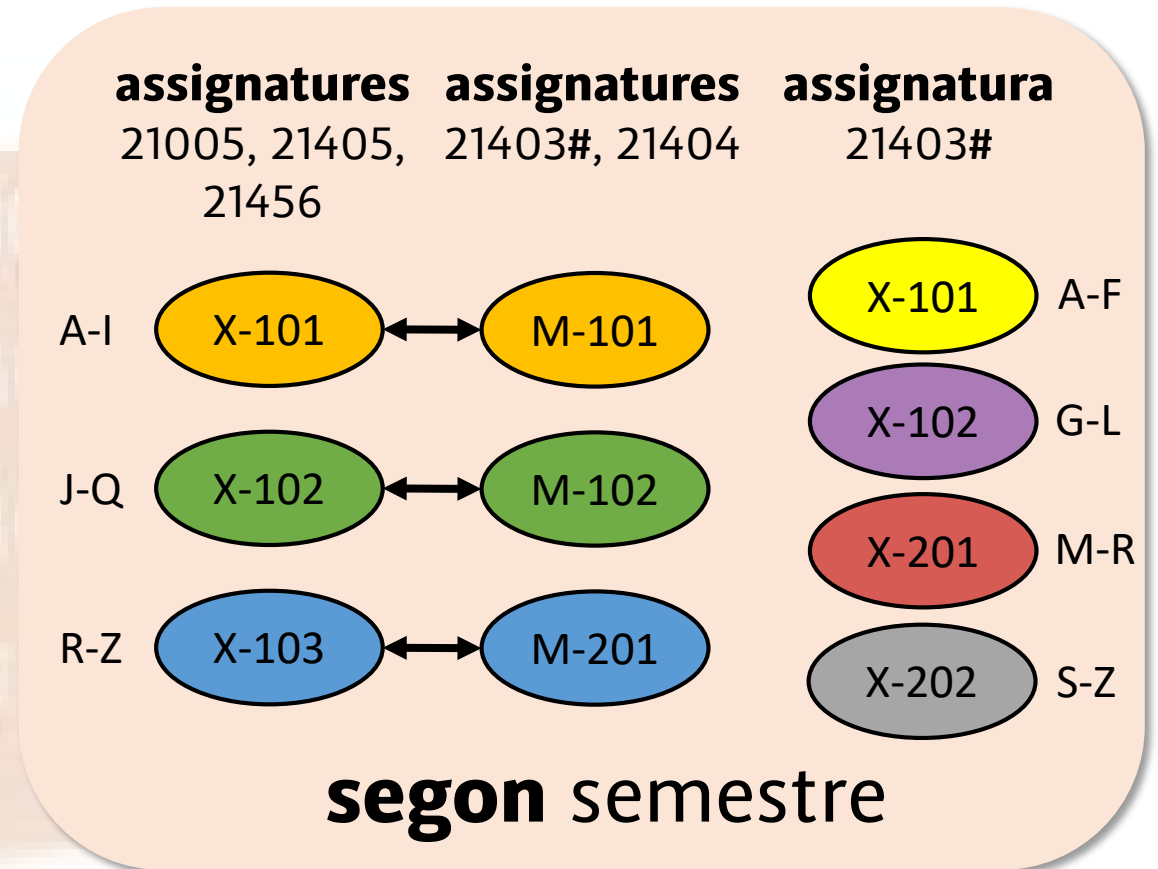 assignatures assignatures assignatura
21005, 21405, 21403#, 21404 21403#
21456
A-I X-101 M-101
J-Q X-102 M-102
R-Z X-103 M-201
X-101 A-F
X-102 G-L
X-201 M-R
X-202 S-Z
segon semestre